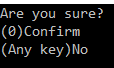 Are you sure?
(0)Confirm
(Any key)No